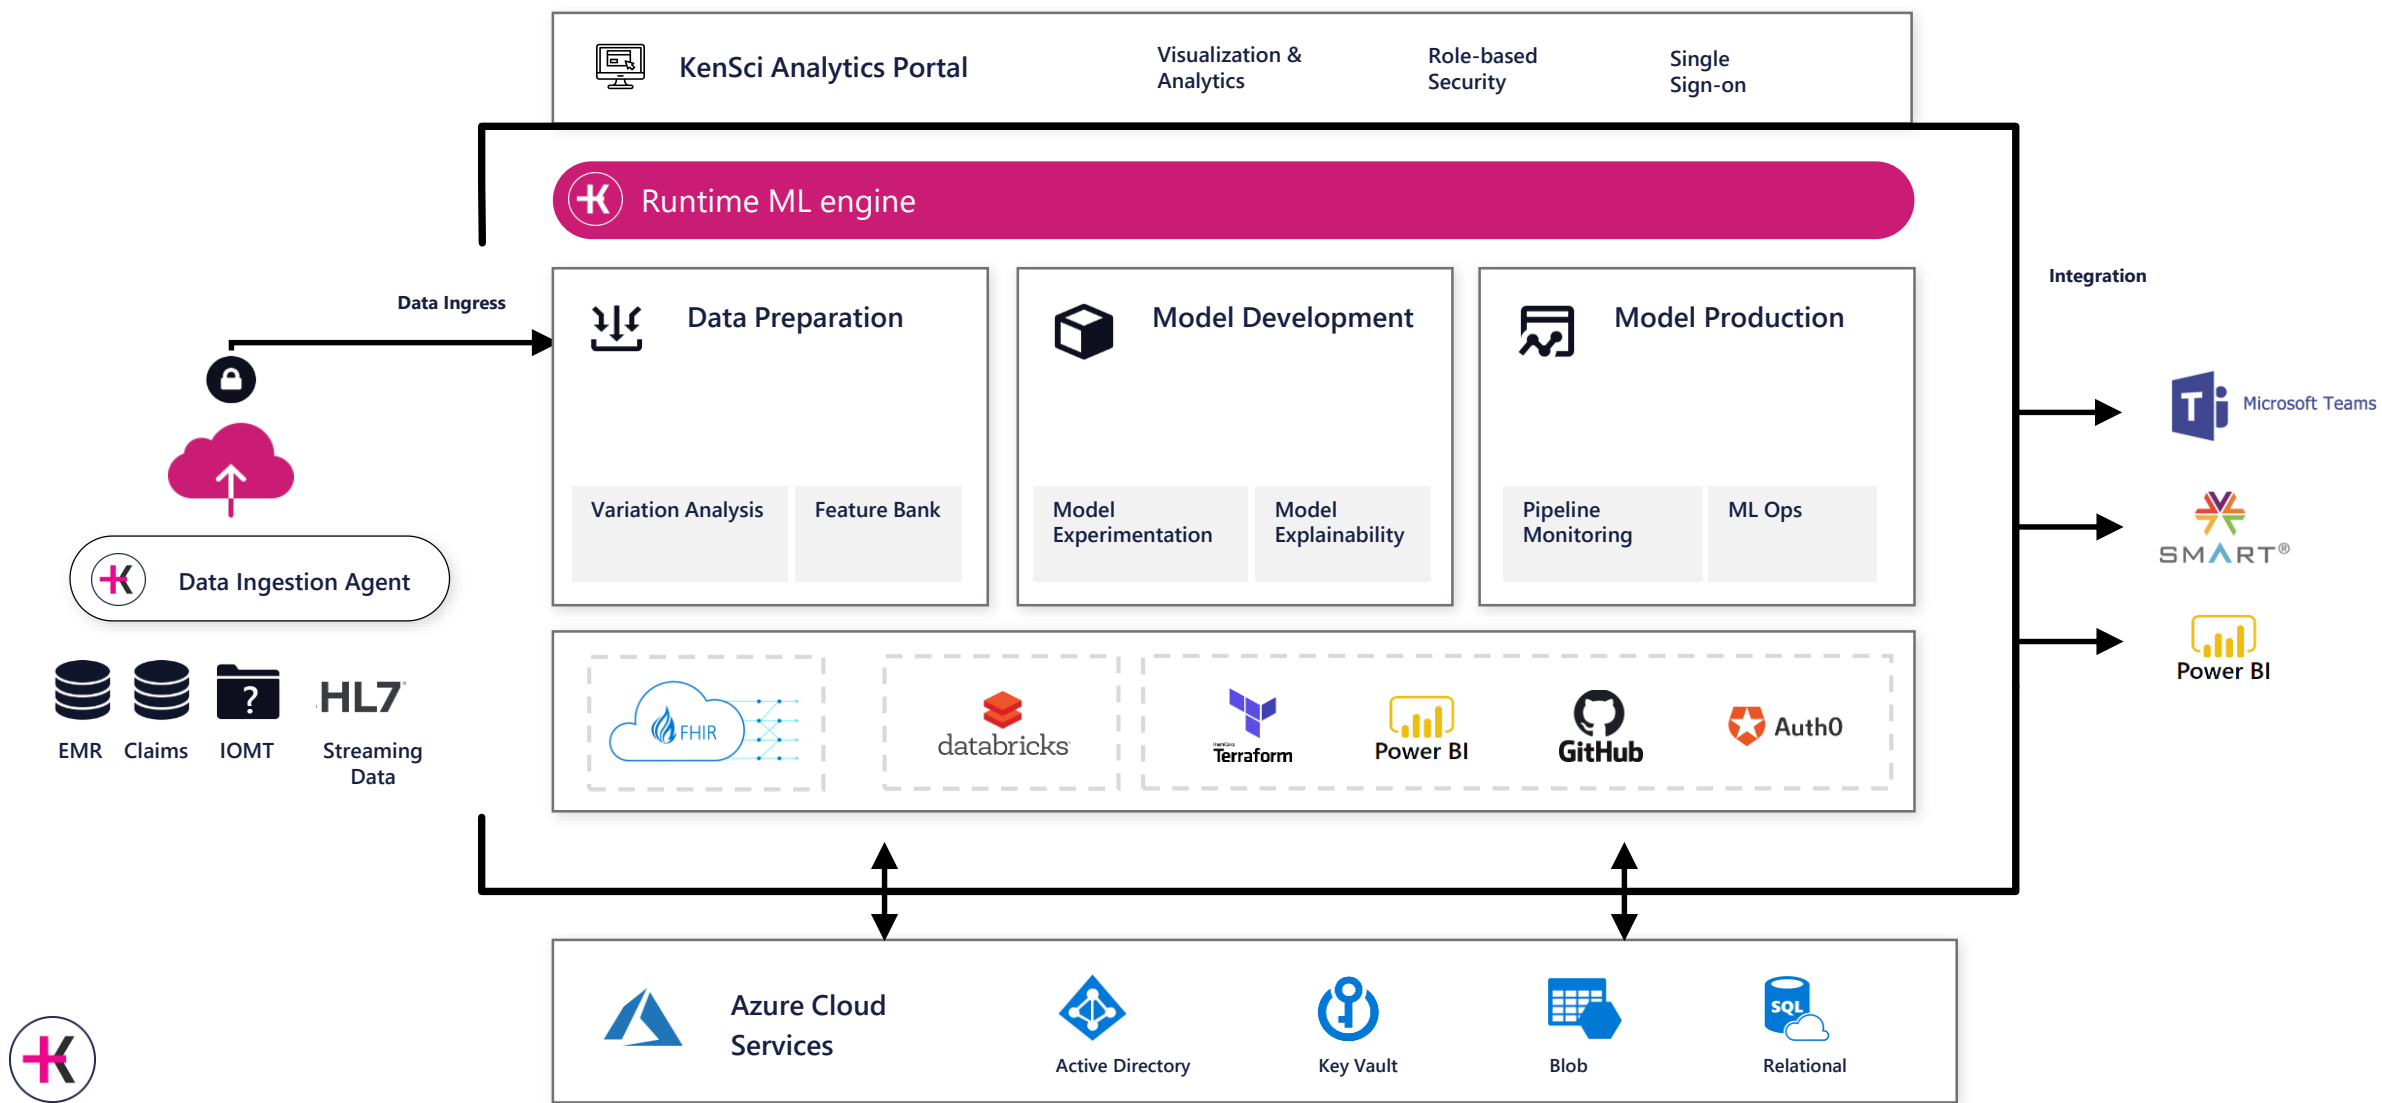 KenSci Analytics Portal
Visualization &
Analytics
Role-based
Security
Single
Sign-on
Runtime ML engine
Data Ingress
Data Preparation
Variation Analysis
Feature Bank
Model Development
Model
Experimentation
Model
Explainability
Model Production
Pipeline
Monitoring
ML Ops
Data Ingestion Agent
?
HL7
EMR
Claims
IOMT
Streaming
Data
FHIR
databricks
HashiCorp
Terraform
Power BI
GitHub
Auth0
Integration
Microsoft Teams
SMART®
Power BI
Azure Cloud
Services
Active Directory
Key Vault
Blob
SQL
Relational